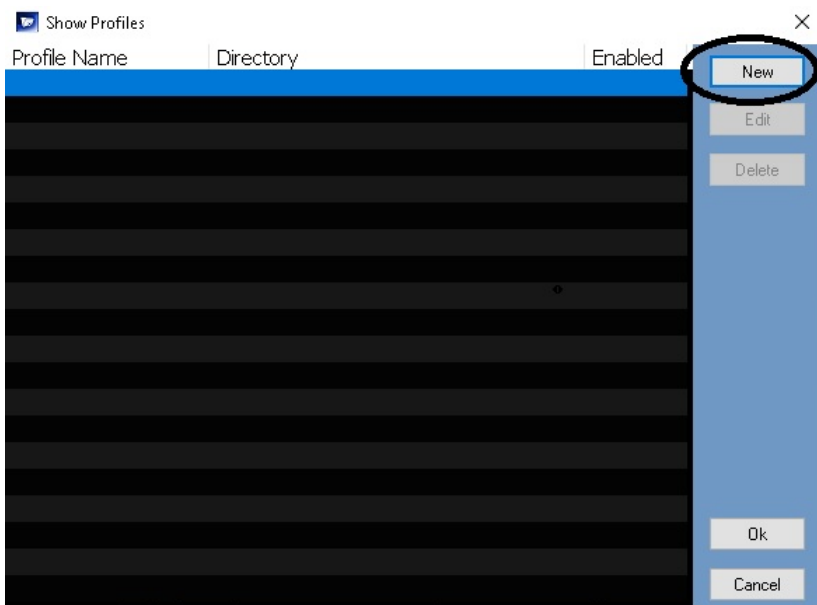 Show Profiles
Profile Name Directory Enabled
New
Edit
Delete
Ok
Cancel